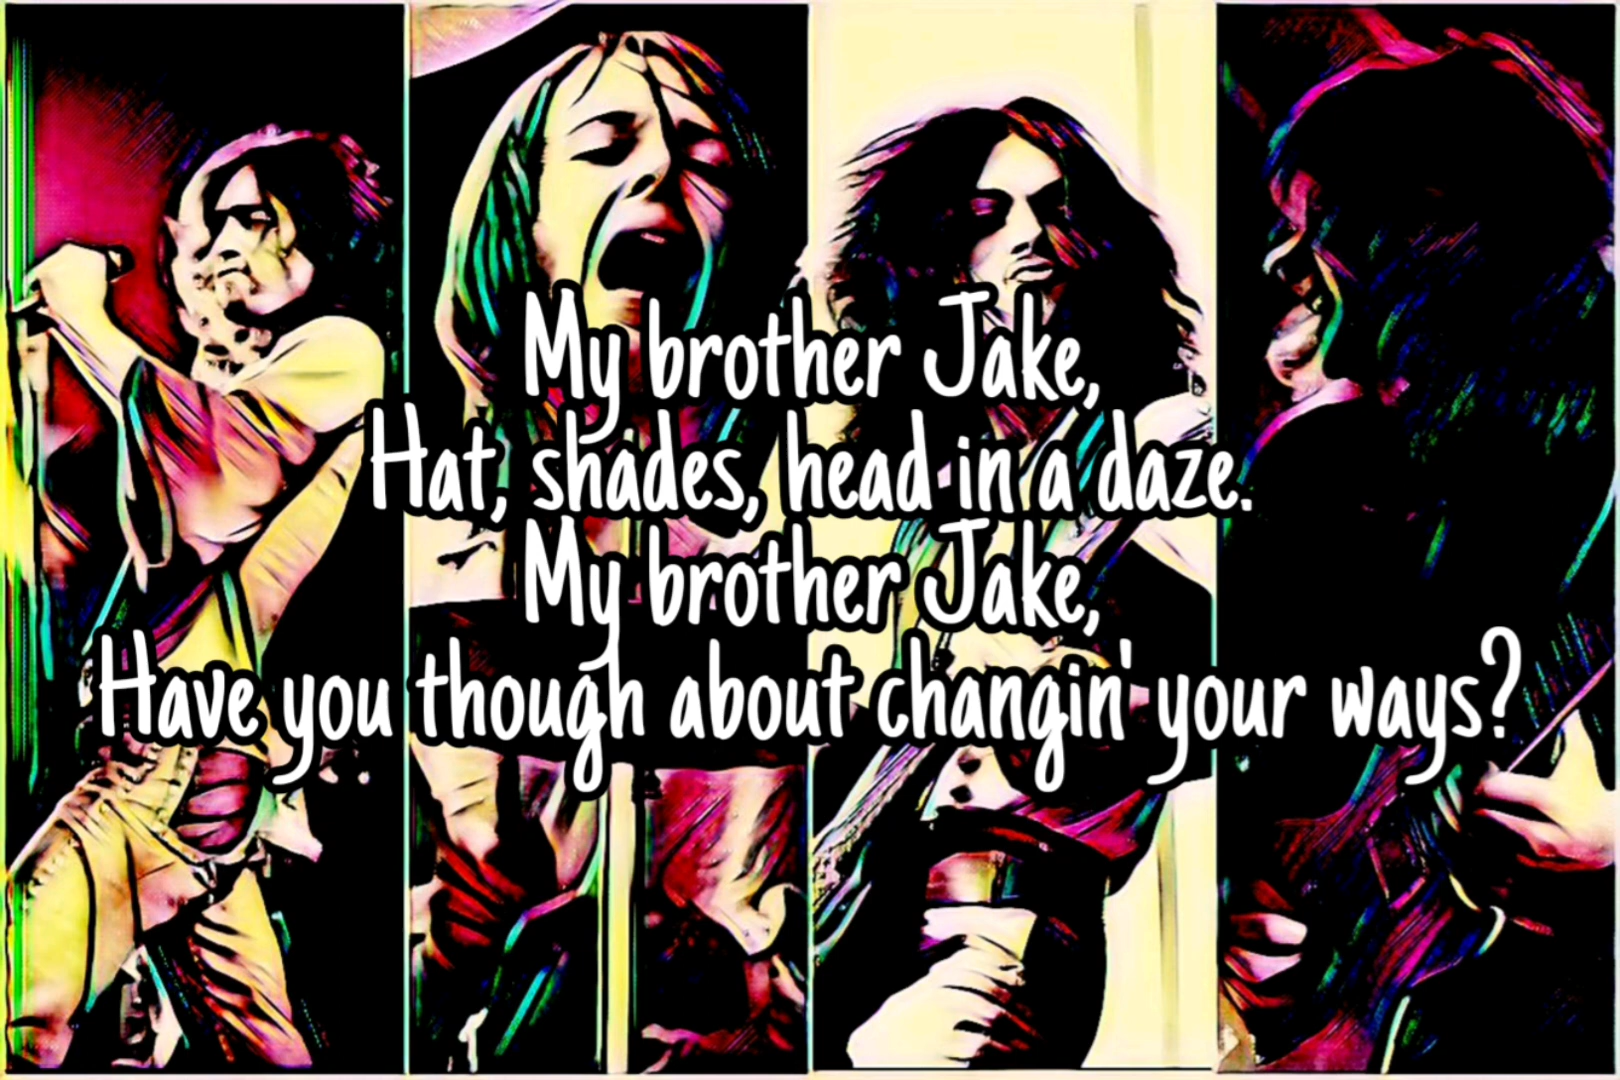 My brother Jake,
Hat, shades, head in a daze.
My brother Jake,
Have you though about changin' your ways?